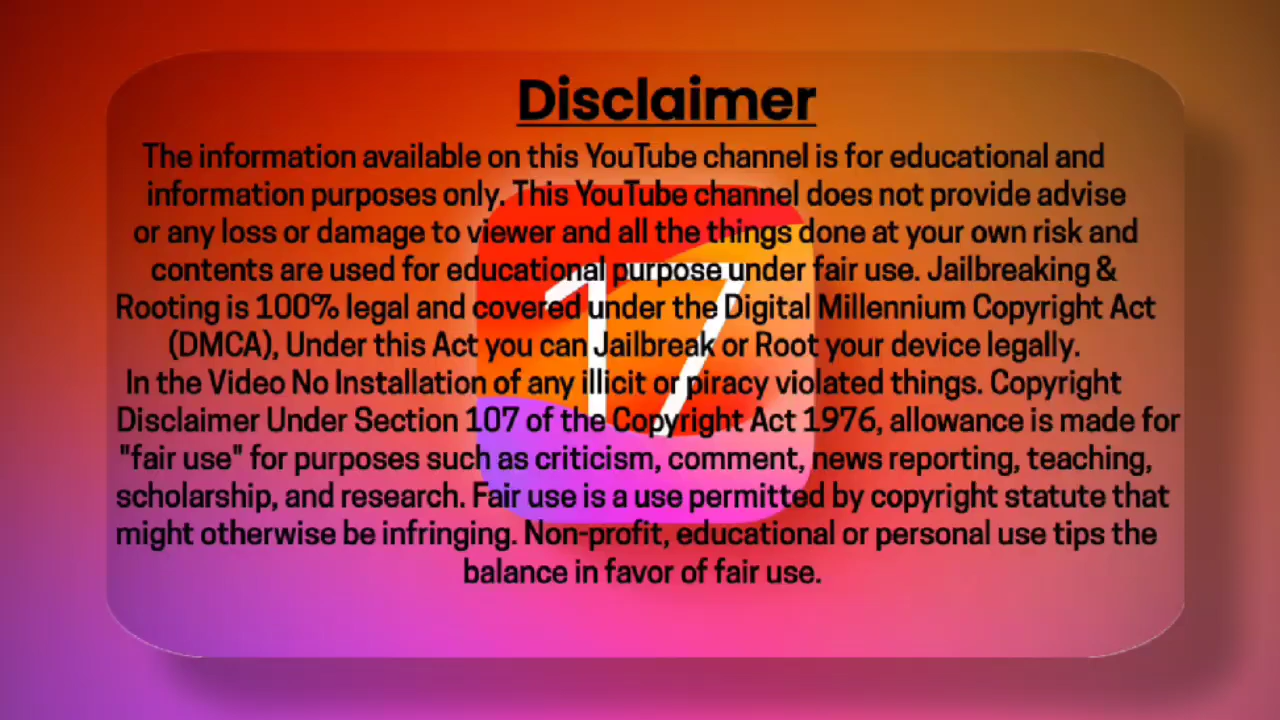 Disclaimer
The information available on this YouTube channel is for educational and
information purposes only. This YouTube channel does not provide advise
or any loss or damage to viewer and all the things done at your own risk and
contents are used for educational purpose under fair use. Jailbreaking &
Rooting is 100% legal and covered under the Digital Millennium Copyright Act
(DMCA), Under this Act you can Jailbreak or Root your device legally.
In the Video No Installation of any illicit or piracy violated things. Copyright
Disclaimer Under Section 107 of the Copyright Act 1976, allowance is made for
"fair use" for purposes such as criticism, comment, news reporting, teaching,
scholarship, and research. Fair use is a use permitted by copyright statute that
might otherwise be infringing. Non-profit, educational or personal use tips the
balance in favor of fair use.
17